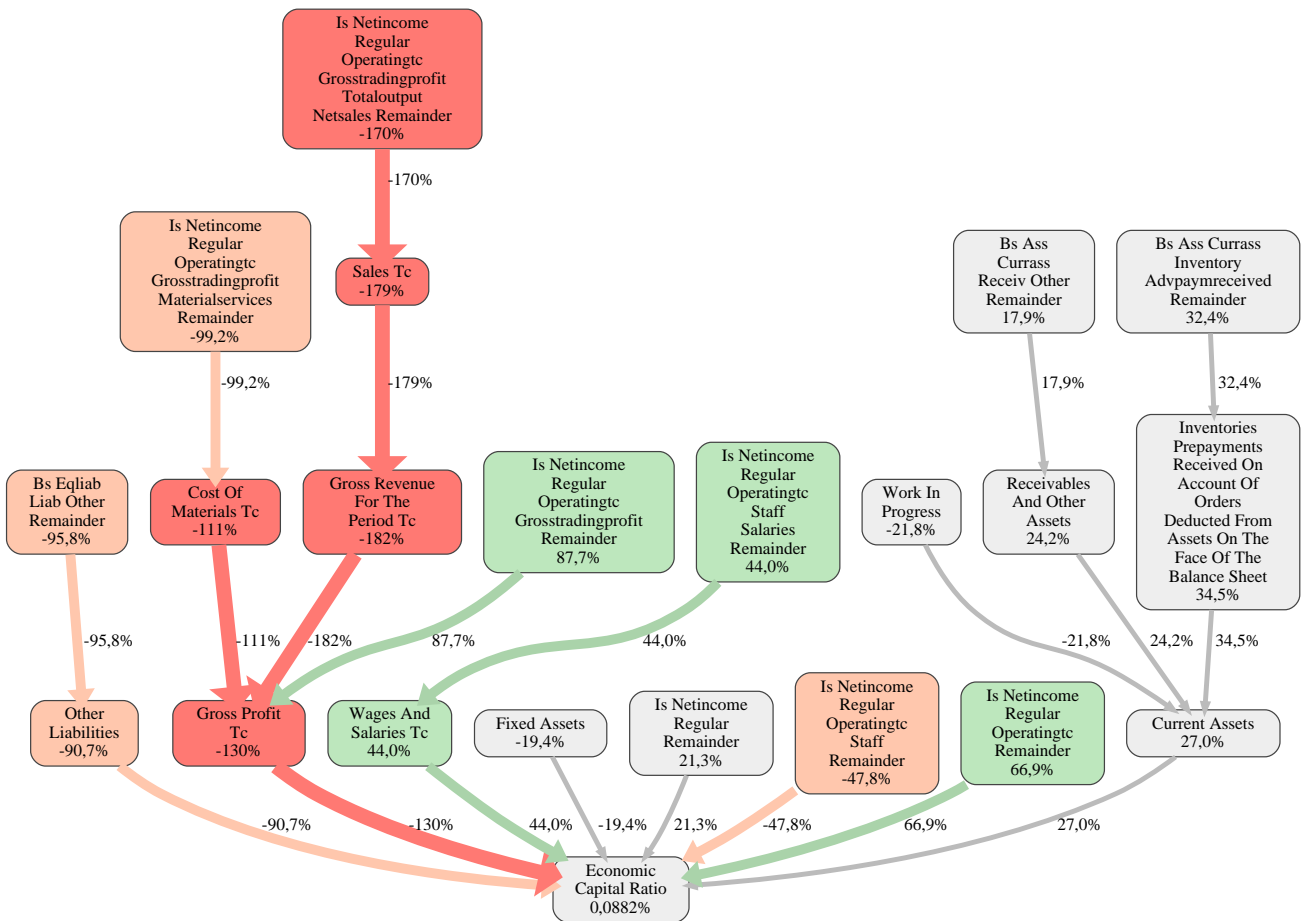 Is Netincome
Regular
Operatingtc
Grosstradingprofit
Totaloutput
Netsales Remainder
-170%
-170%
Is Netincome
Regular
Operatingtc
Grosstradingprofit
Materialservices
Remainder
-99,2%
Sales Tc
-179%
Bs Ass
Currass
Receiv Other
Remainder
17,9%
Bs Ass Currass
Inventory
Advpaymreceived
Remainder
32,4%
-99,2%
-179%
17,9%
32,4%
Bs Eqliab
Liab Other
Remainder
-95,8%
Cost Of
Materials Tc
-111%
Gross Revenue
For The
Period Tc
-182%
Is Netincome
Regular
Operatingtc
Grosstradingprofit
Remainder
87,7%
Is Netincome
Regular
Operatingtc
Staff
Salaries
Remainder
44,0%
Work In
Progress
-21,8%
Receivables
And Other
Assets
24,2%
Inventories
Prepayments
Received On
Account Of
Orders
Deducted From
Assets On The
Face Of The
Balance Sheet
34,5%
-95,8%
-111%
-182%
87,7%
44,0%
-21,8%
24,2%
34,5%
Other
Liabilities
-90,7%
Gross Profit
Tc
-130%
Wages And
Salaries Tc
44,0%
Fixed Assets
-19,4%
Is Netincome
Regular
Remainder
21,3%
Is Netincome
Regular
Operatingtc
Staff
Remainder
-47,8%
Is Netincome
Regular
Operatingtc
Remainder
66,9%
Current Assets
27,0%
-90,7%
-130%
44,0%
-19,4%
21,3%
-47,8%
66,9%
27,0%
Economic
Capital Ratio
0,0882%